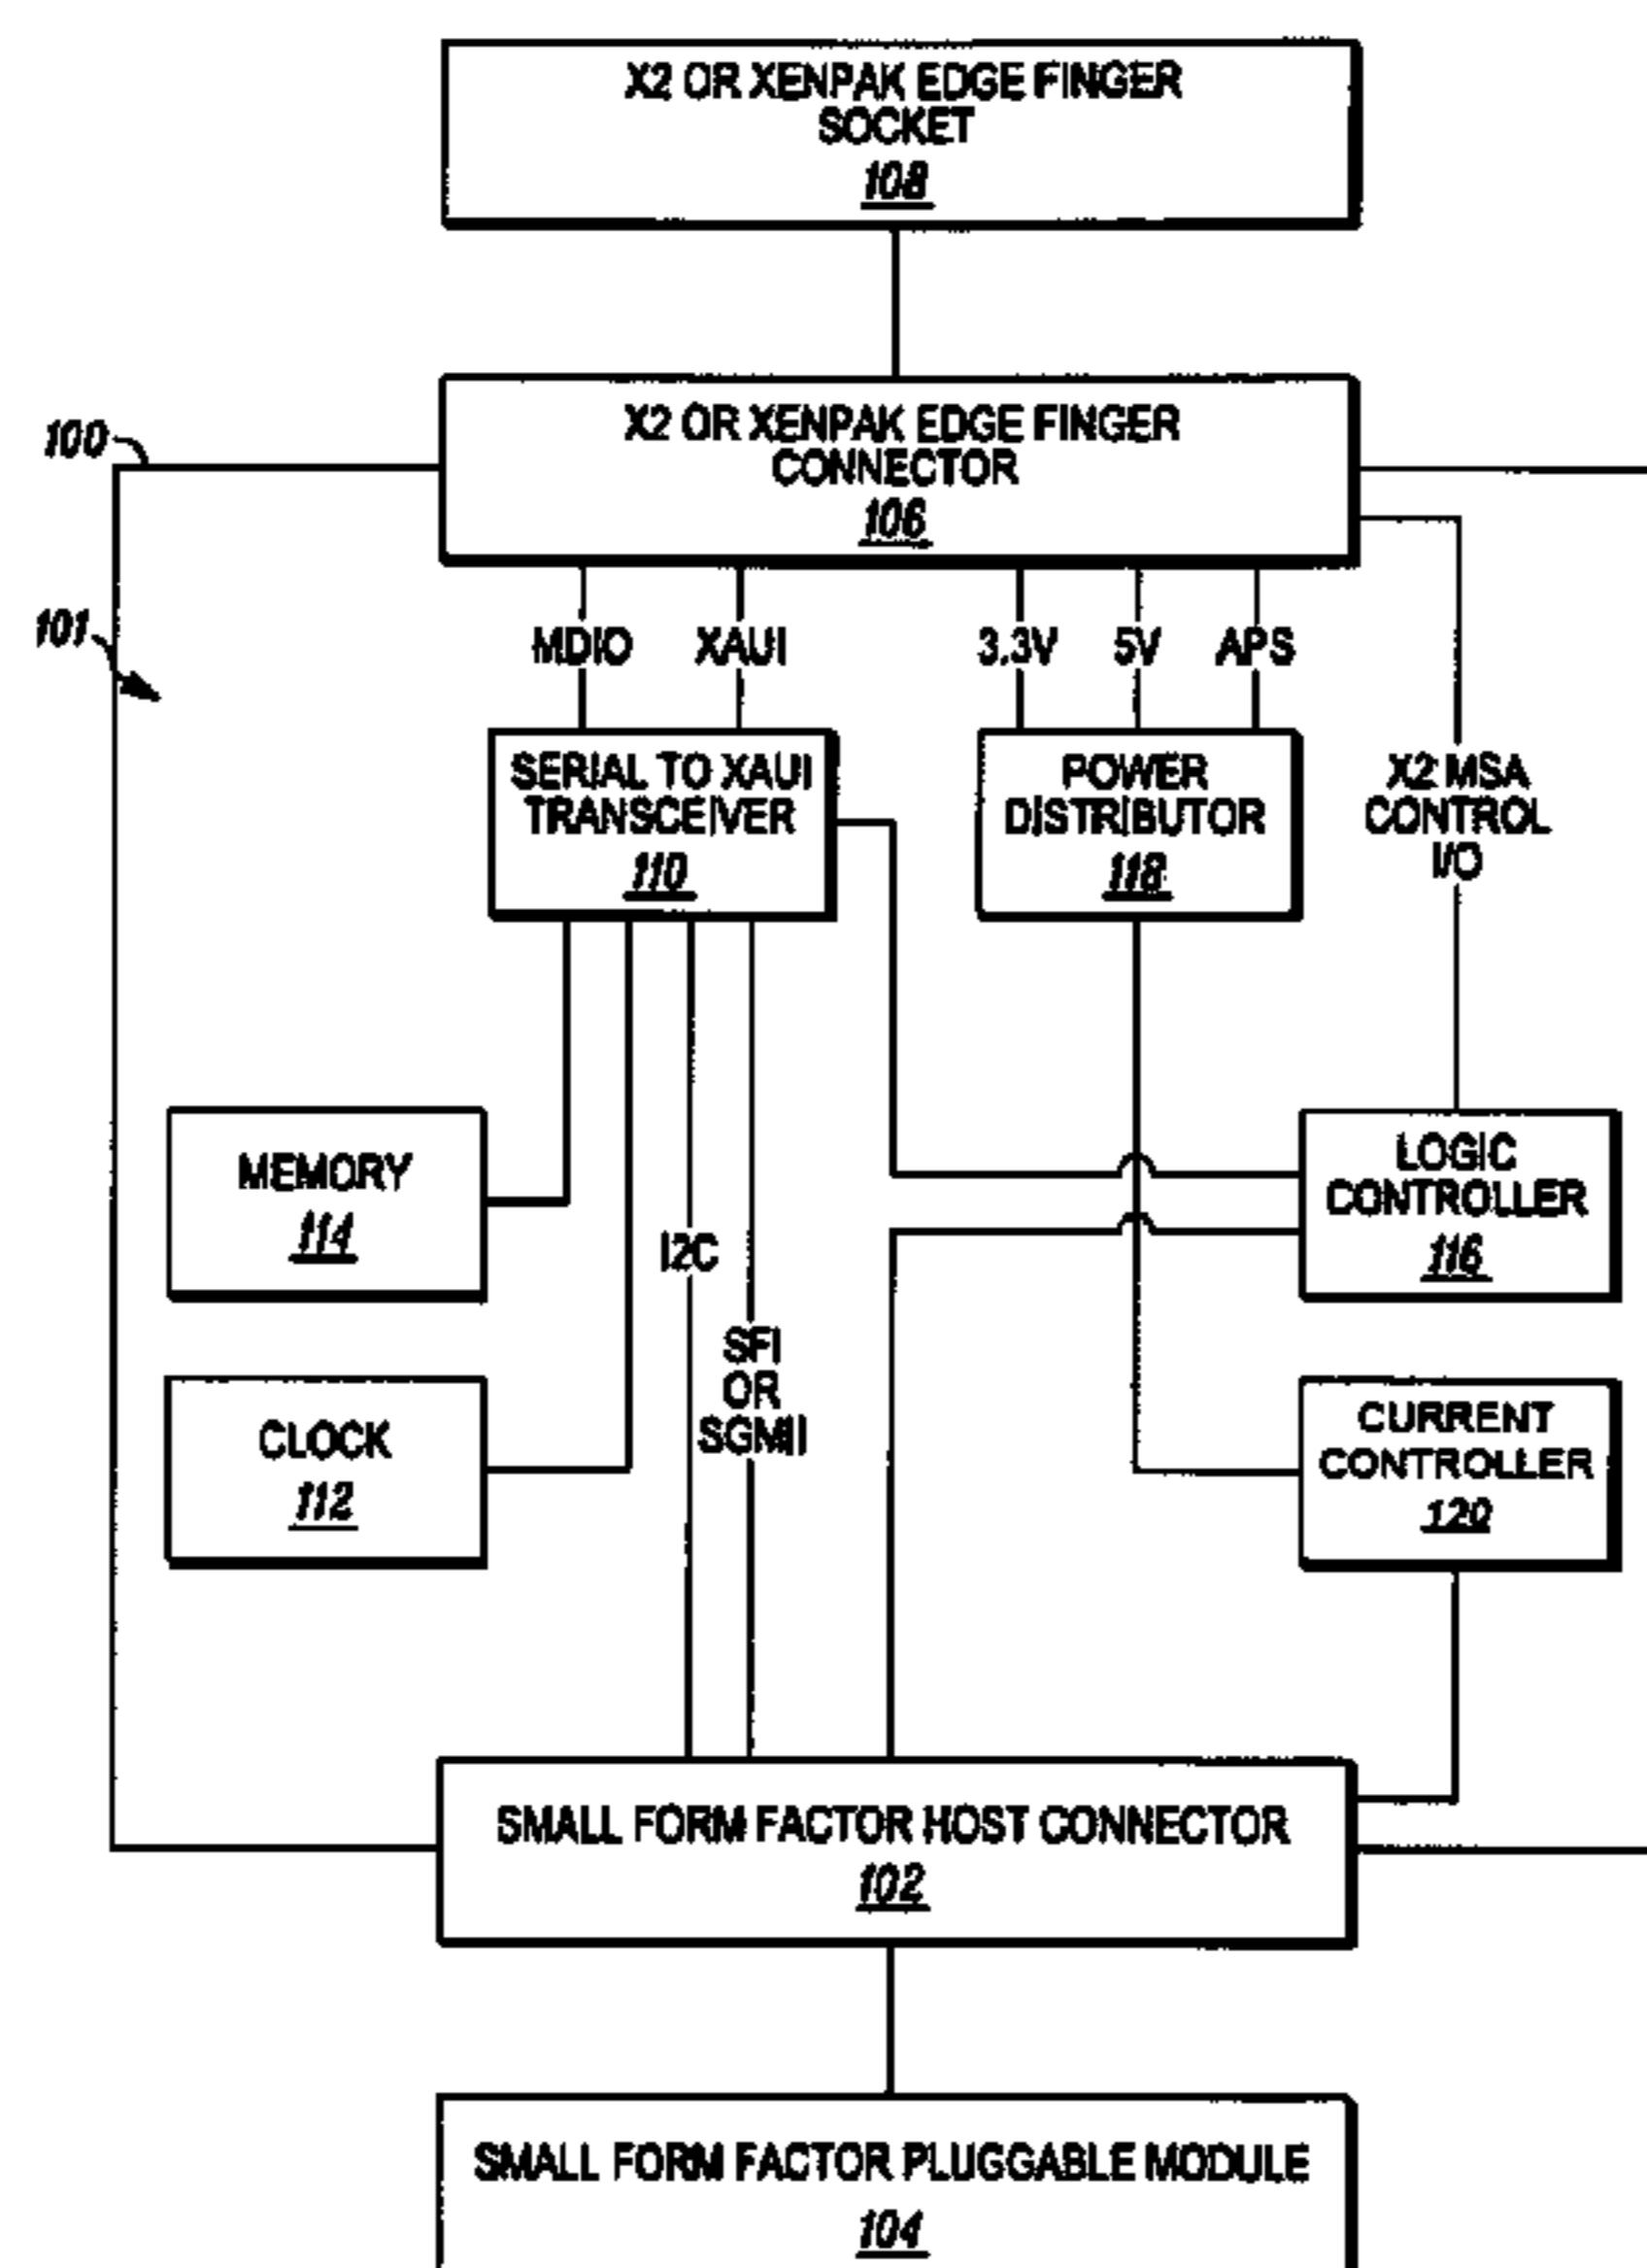 X2 OR XENPAK EDGE FINGER
SOCKET
108
X2 OR XENPAK EDGE FINGER
CONNECTOR
106
100
101
MDIO
XAUI
3.3V
5V
APS
SERIAL TO XAUI
TRANSCEIVER
110
POWER
DISTRIBUTOR
118
X2 MSA
CONTROL
I/O
MEMORY
114
LOGIC
CONTROLLER
116
I2C
SFI
OR
SGMII
CLOCK
112
CURRENT
CONTROLLER
120
SMALL FORM FACTOR HOST CONNECTOR
102
SMALL FORM FACTOR PLUGGABLE MODULE
104